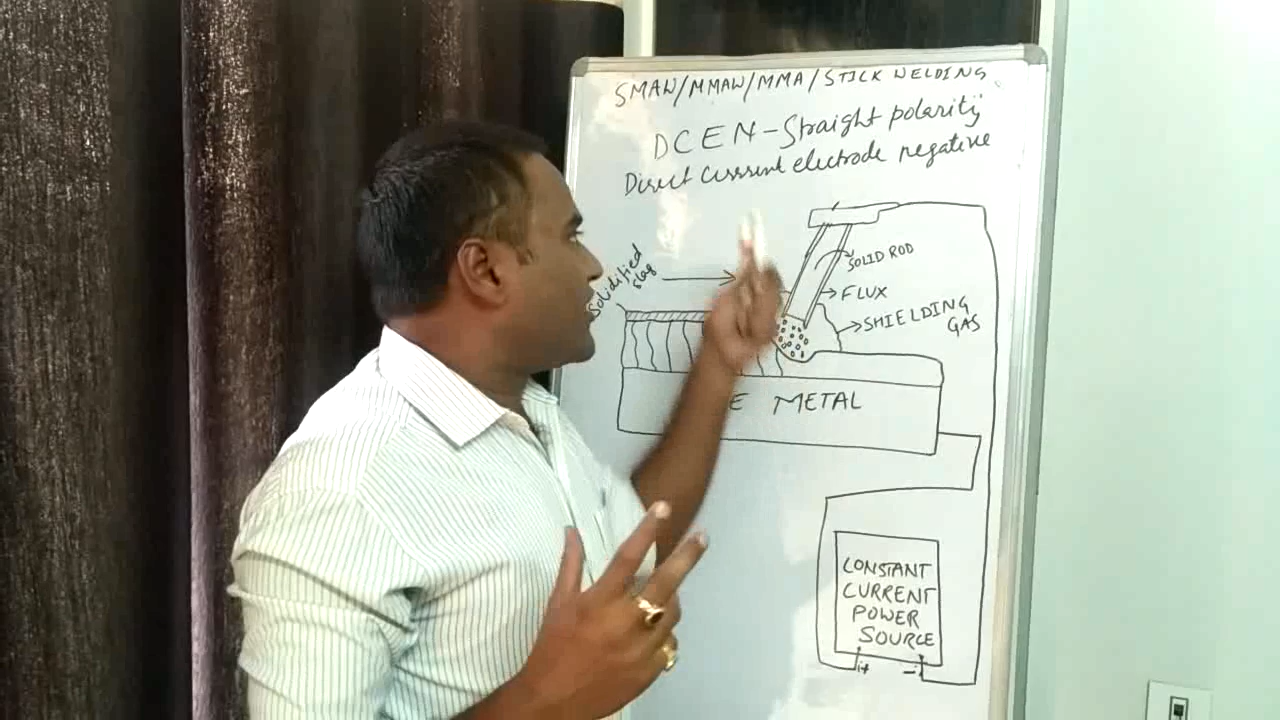 SMAW/MMAW/MMA/STICK WELDING
DCEN-Straight polarity
Direct current electrode negative
Solidified
slag
SOLID ROD
FLUX
SHIELDING
GAS
E METAL
CONSTANT
CURRENT
POWER
SOURCE
+ -